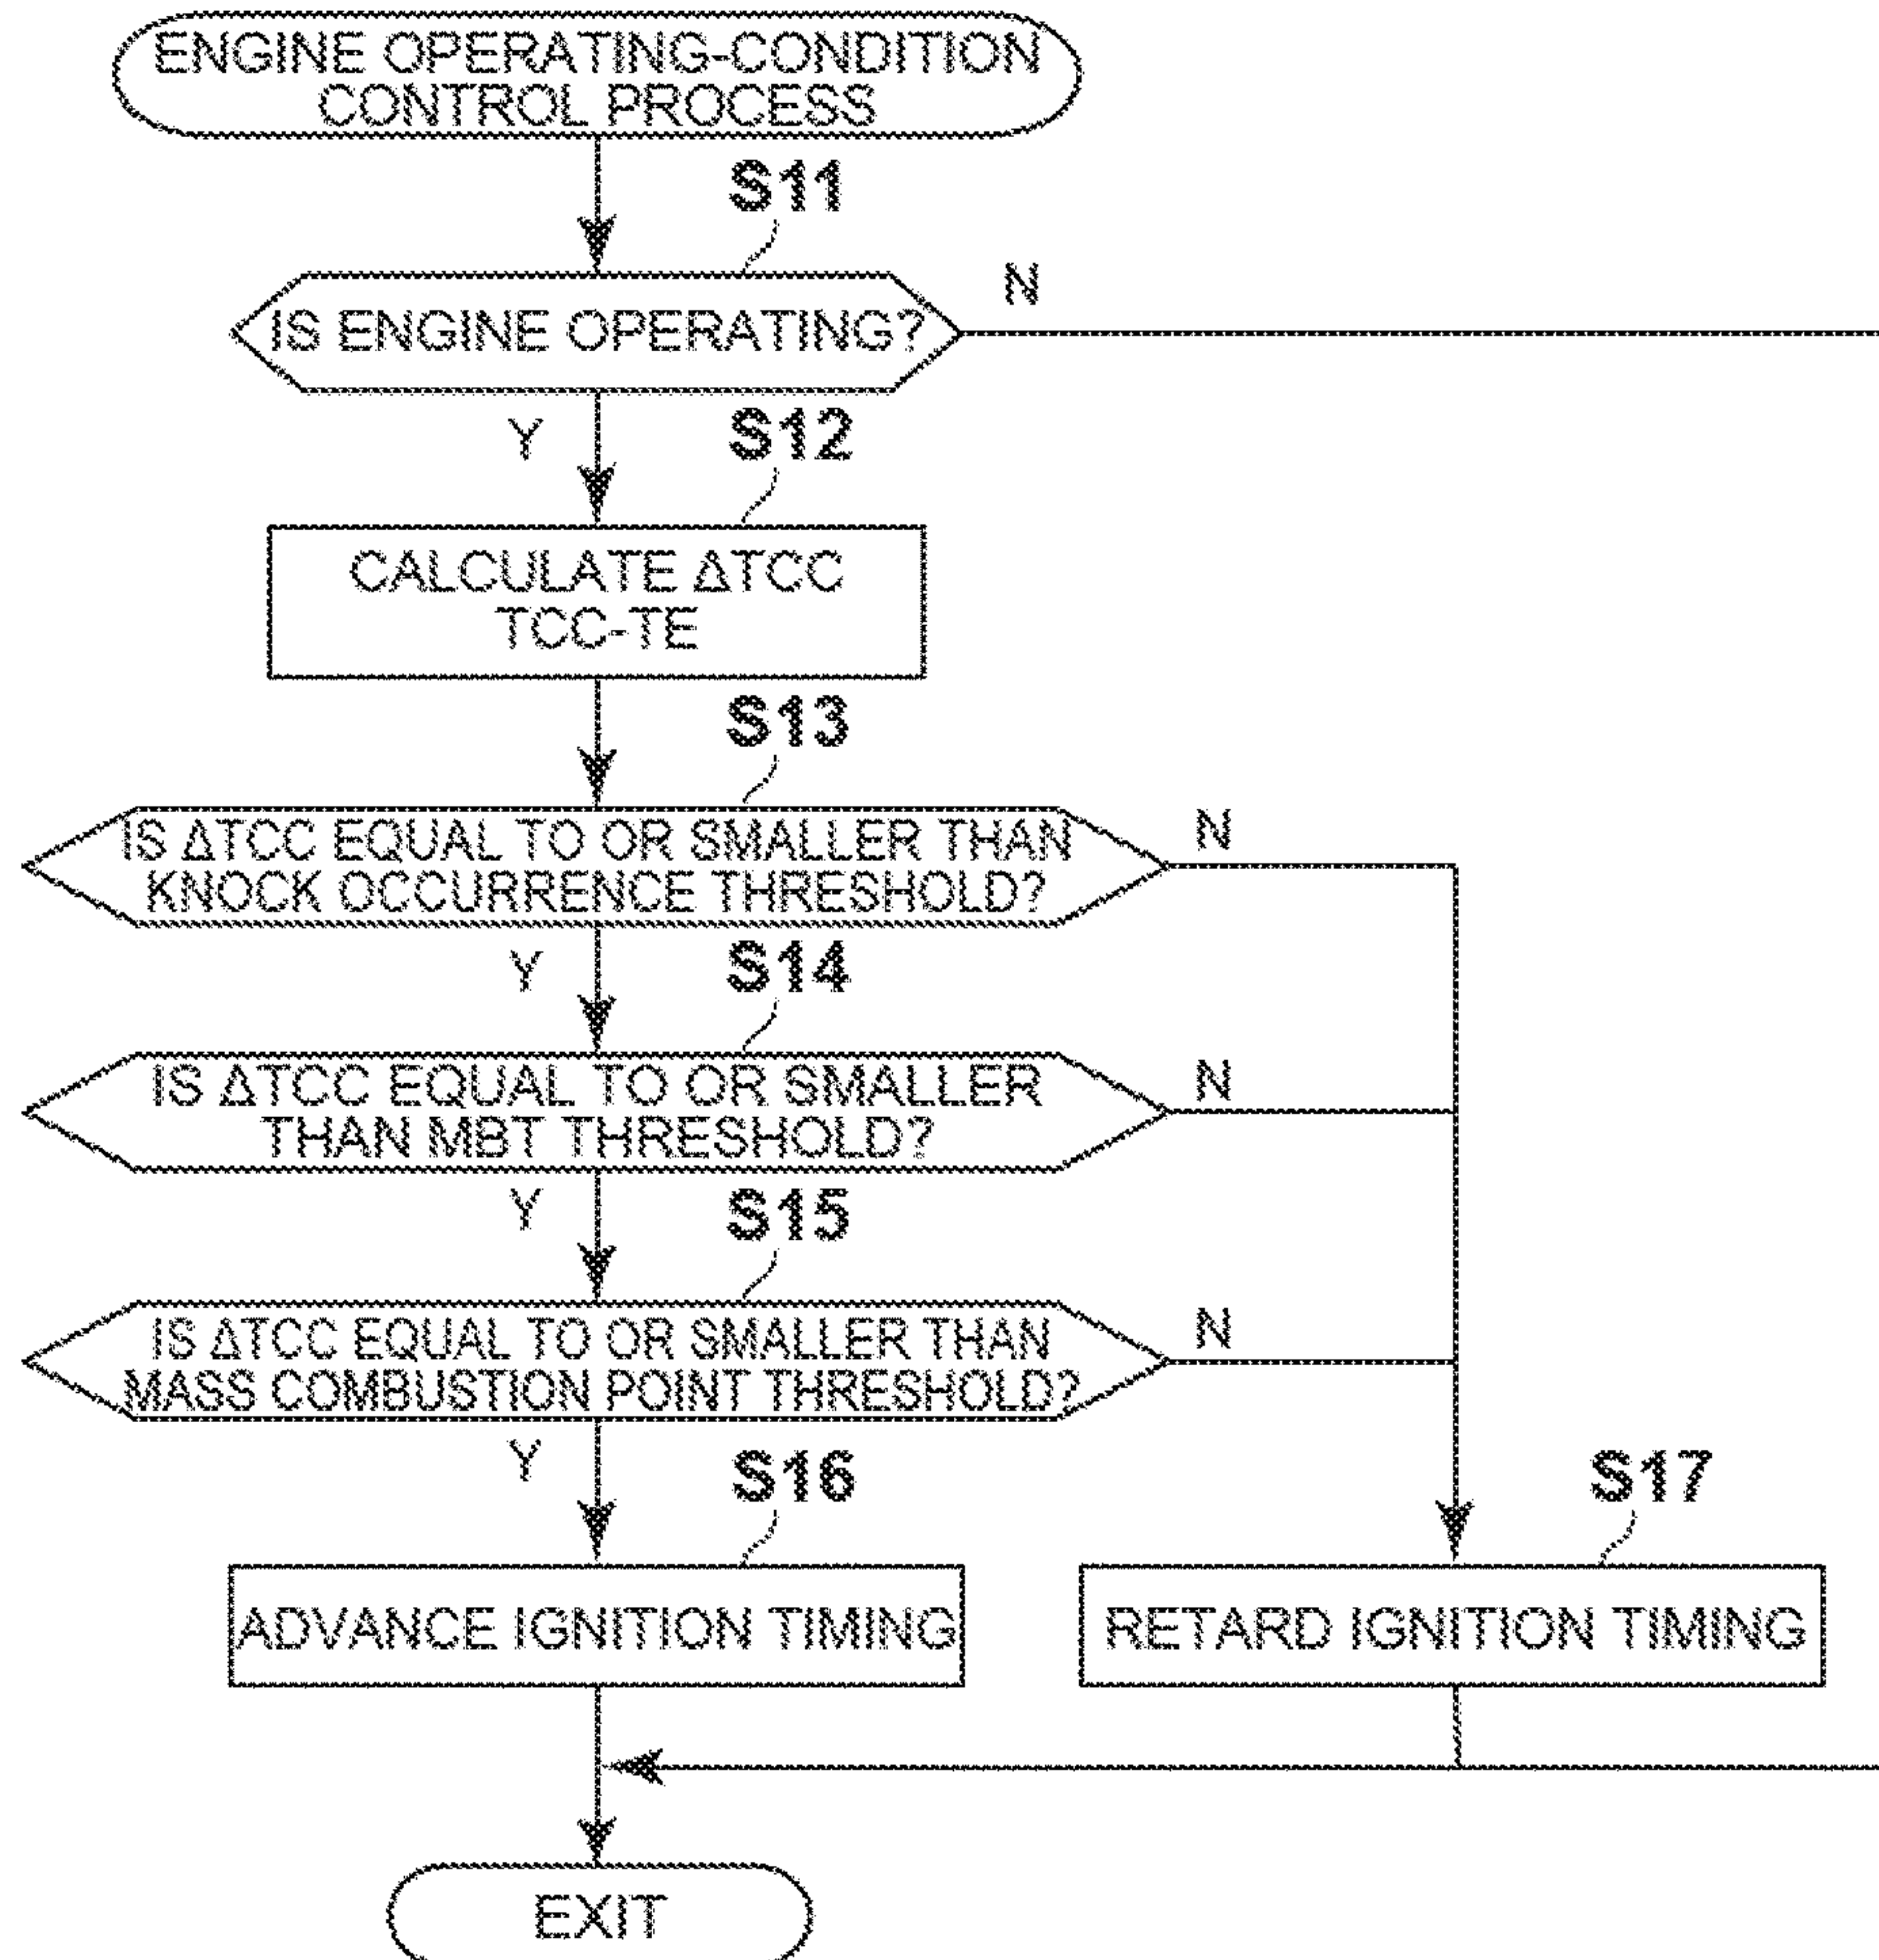 ENGINE OPERATING-CONDITION
CONTROL PROCESS
S11
IS ENGINE OPERATING?
N
Y
S12
CALCULATE ΔTCC
TCC-TE
S13
IS ΔTCC EQUAL TO OR SMALLER THAN
KNOCK OCCURRENCE THRESHOLD?
N
Y
S14
IS ΔTCC EQUAL TO OR SMALLER
THAN MBT THRESHOLD?
N
Y
S15
IS ΔTCC EQUAL TO OR SMALLER THAN
MASS COMBUSTION POINT THRESHOLD?
N
Y
S16
S17
ADVANCE IGNITION TIMING
RETARD IGNITION TIMING
EXIT